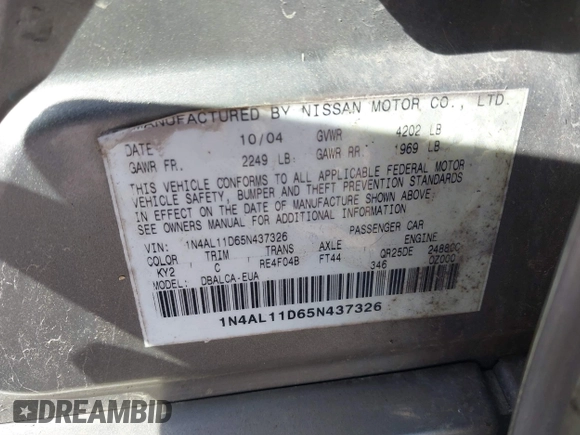 MANUFACTURED BY NISSAN MOTOR CO., LTD.
DATE 10/04 GVWR 4202 LB
GAWR FR. 2249 LB GAWR RR. 1969 LB
THIS VEHICLE CONFORMS TO ALL APPLICABLE FEDERAL MOTOR
VEHICLE SAFETY, BUMPER AND THEFT PREVENTION STANDARDS
IN EFFECT ON THE DATE OF MANUFACTURE SHOWN ABOVE.
SEE OWNERS MANUAL FOR ADDITIONAL INFORMATION
VIN: 1N4AL11D65N437326 PASSENGER CAR
COLOR TRIM TRANS AXLE ENGINE
KY2 C RE4F04B FT44 QR25DE 2488CC
MODEL: DBALCA-EUA 346 DZ000
1N4AL11D65N437326
DREAMBID